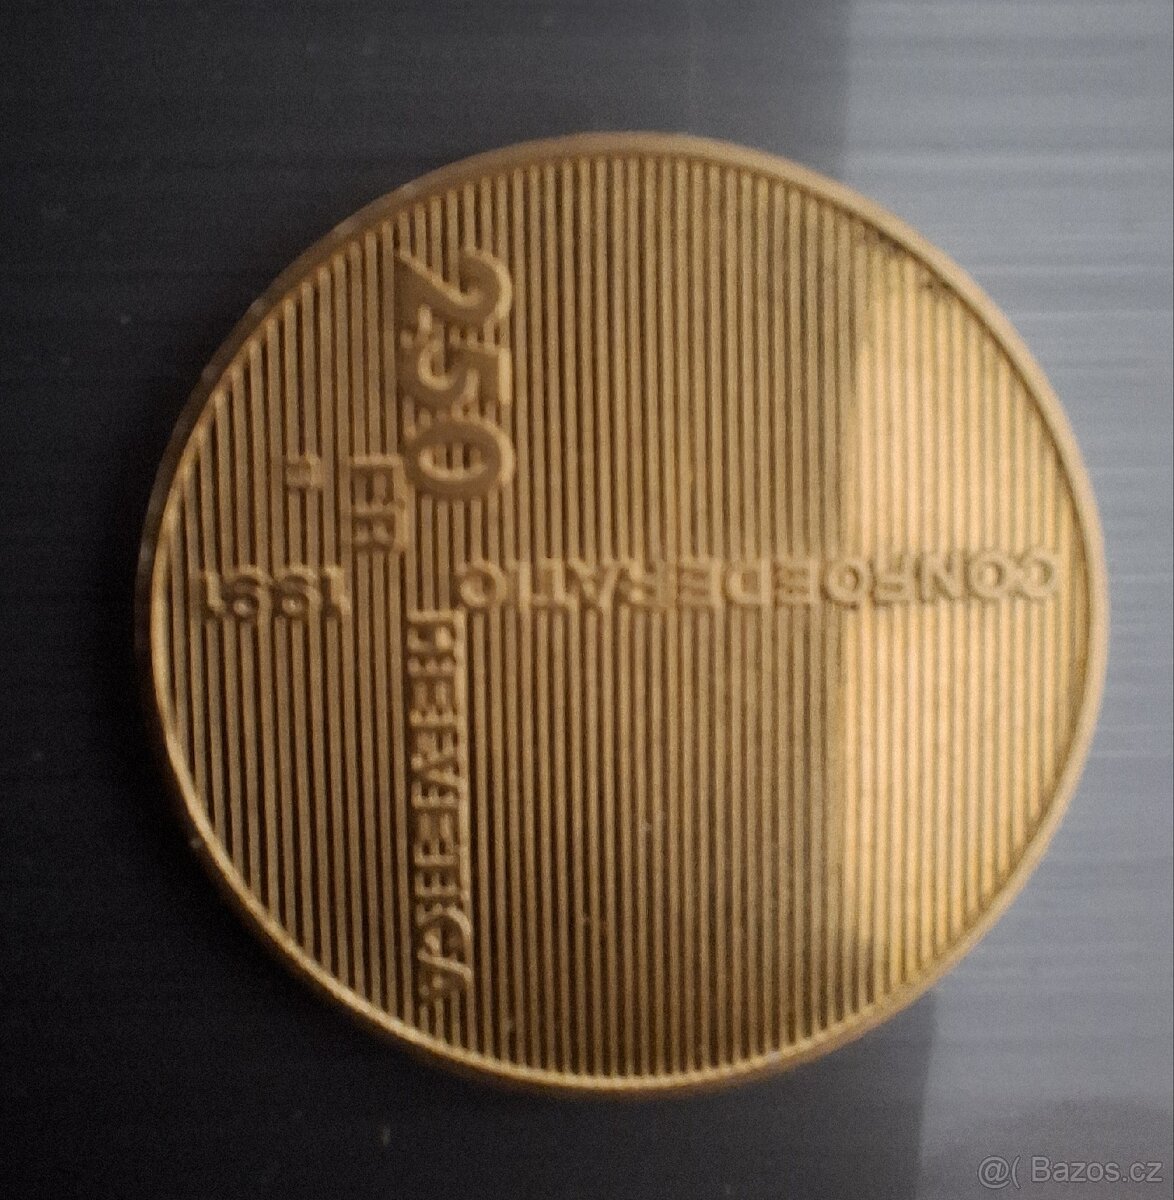 250
FR
CONFOEDERATIO
HELVETICA
1991
@( Bazos.cz